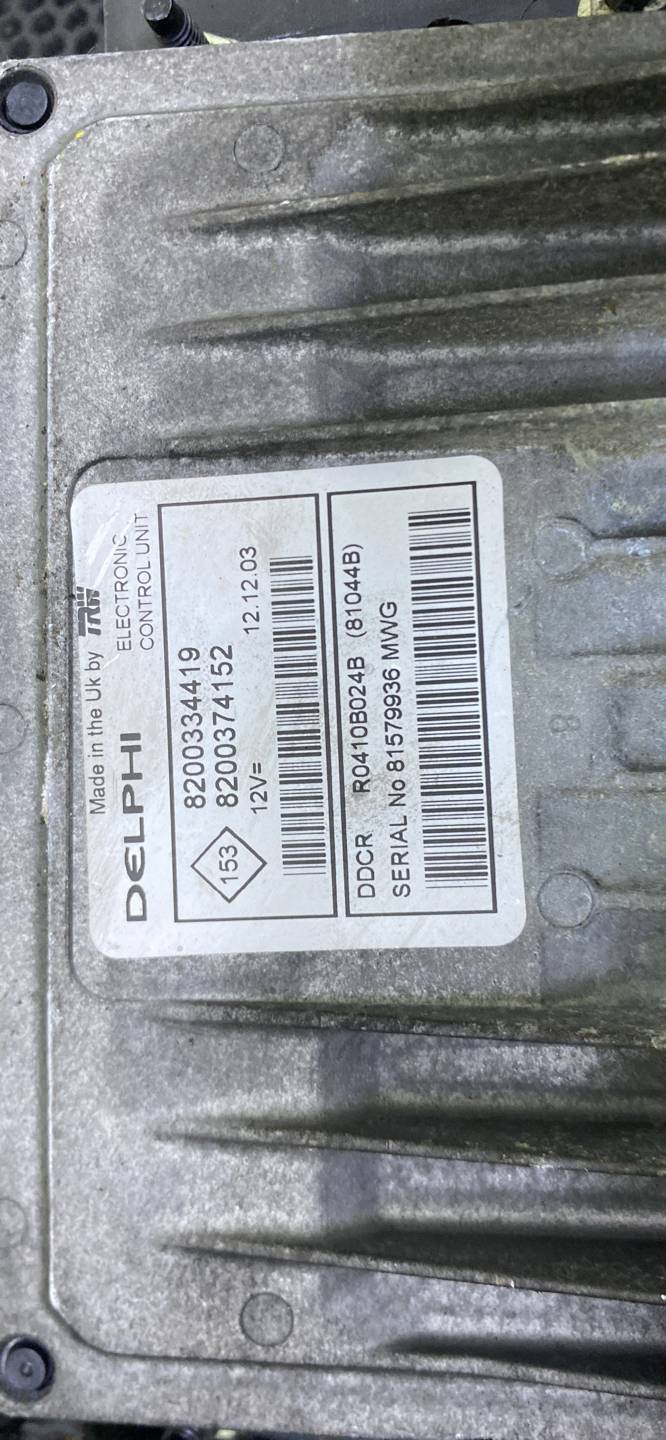 Made in the Uk by TRW
DELPHI ELECTRONIC
CONTROL UNIT
153
8200334419
8200374152
12V= 12.12.03
DDCR R0410B024B (81044B)
SERIAL No 81579936 MWG
8